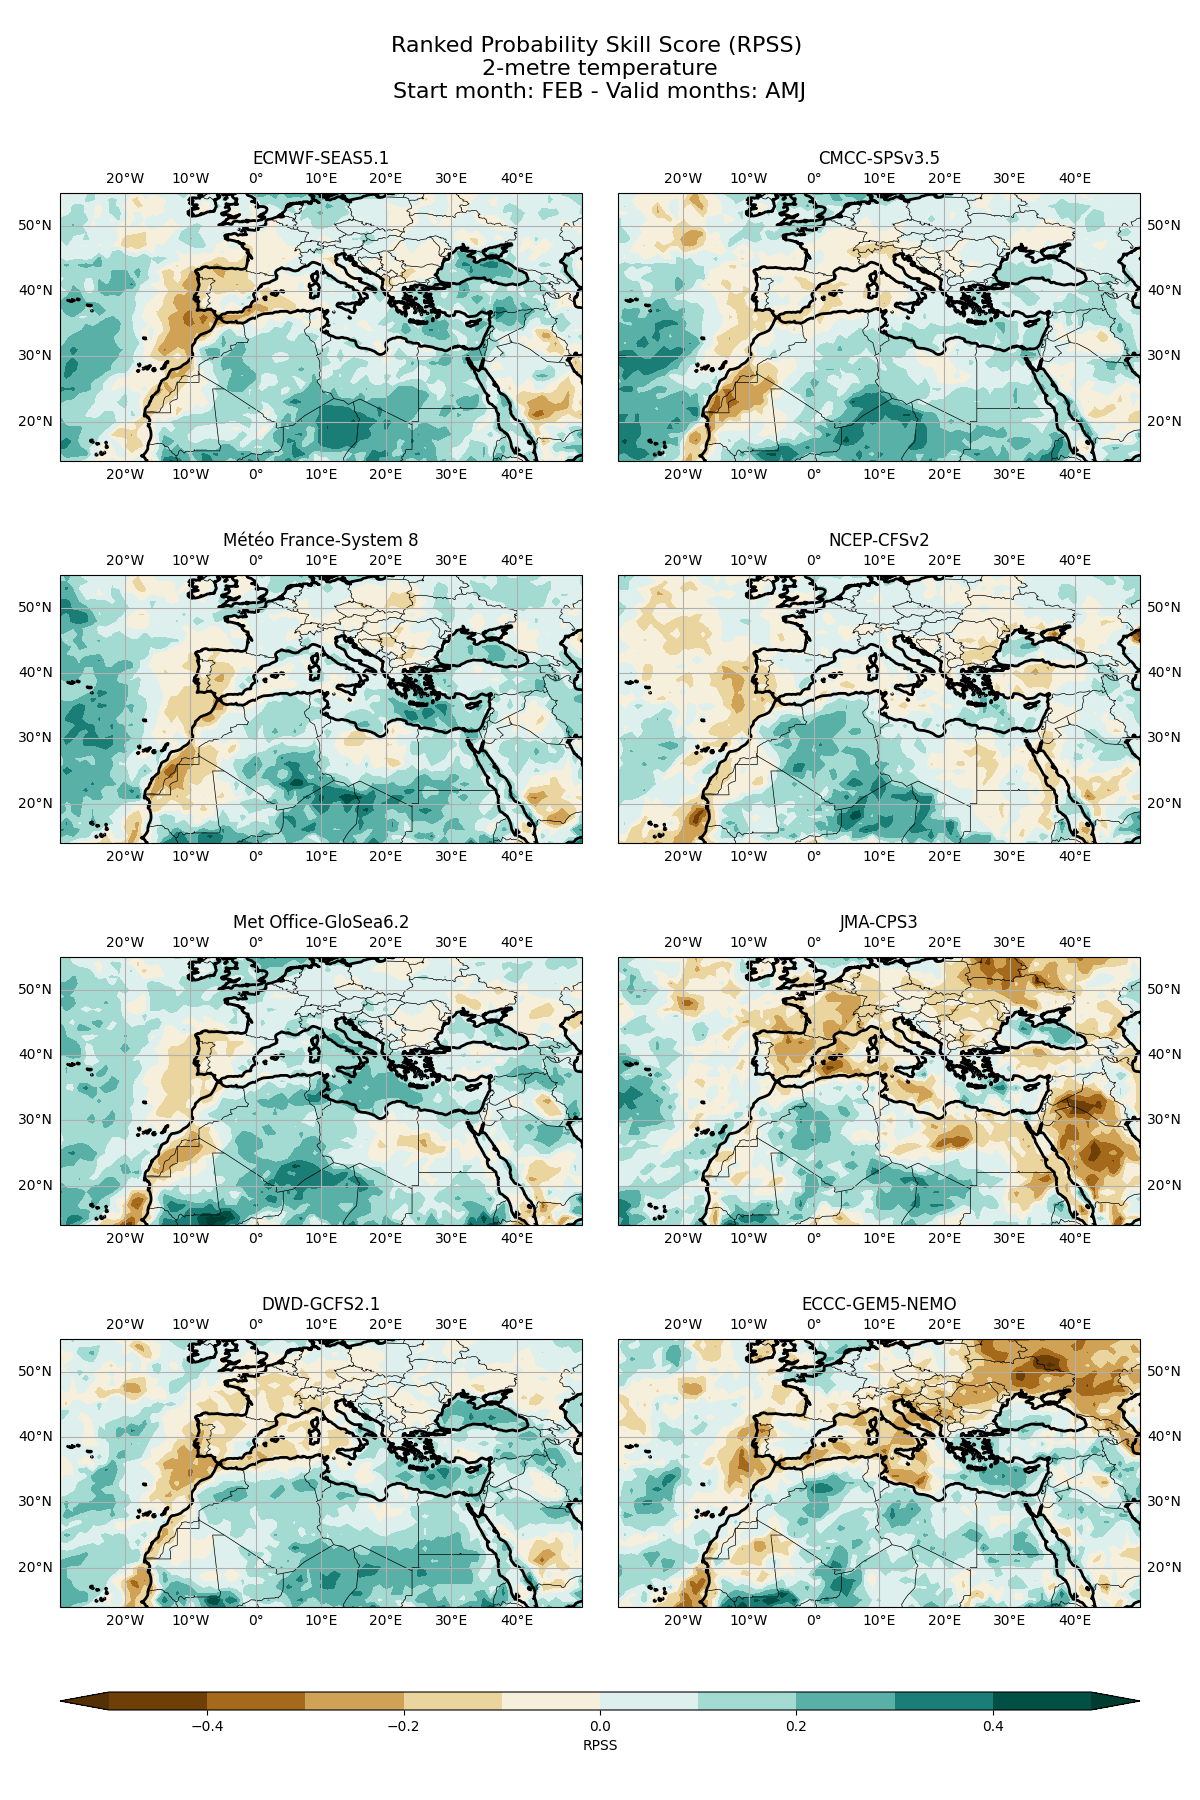 Ranked Probability Skill Score (RPSS)
2-metre temperature
Start month: FEB - Valid months: AMJ
ECMWF-SEAS5.1
20°W 10°W 0° 10°E 20°E 30°E 40°E
50°N
40°N
30°N
20°N
20°W 10°W 0° 10°E 20°E 30°E 40°E
CMCC-SPSv3.5
20°W 10°W 0° 10°E 20°E 30°E 40°E
50°N
40°N
30°N
20°N
20°W 10°W 0° 10°E 20°E 30°E 40°E
Météo France-System 8
20°W 10°W 0° 10°E 20°E 30°E 40°E
50°N
40°N
30°N
20°N
20°W 10°W 0° 10°E 20°E 30°E 40°E
NCEP-CFSv2
20°W 10°W 0° 10°E 20°E 30°E 40°E
50°N
40°N
30°N
20°N
20°W 10°W 0° 10°E 20°E 30°E 40°E
Met Office-GloSea6.2
20°W 10°W 0° 10°E 20°E 30°E 40°E
50°N
40°N
30°N
20°N
20°W 10°W 0° 10°E 20°E 30°E 40°E
JMA-CPS3
20°W 10°W 0° 10°E 20°E 30°E 40°E
50°N
40°N
30°N
20°N
20°W 10°W 0° 10°E 20°E 30°E 40°E
DWD-GCFS2.1
20°W 10°W 0° 10°E 20°E 30°E 40°E
50°N
40°N
30°N
20°N
20°W 10°W 0° 10°E 20°E 30°E 40°E
ECCC-GEM5-NEMO
20°W 10°W 0° 10°E 20°E 30°E 40°E
50°N
40°N
30°N
20°N
20°W 10°W 0° 10°E 20°E 30°E 40°E
−0.4 −0.2 0.0 0.2 0.4
RPSS